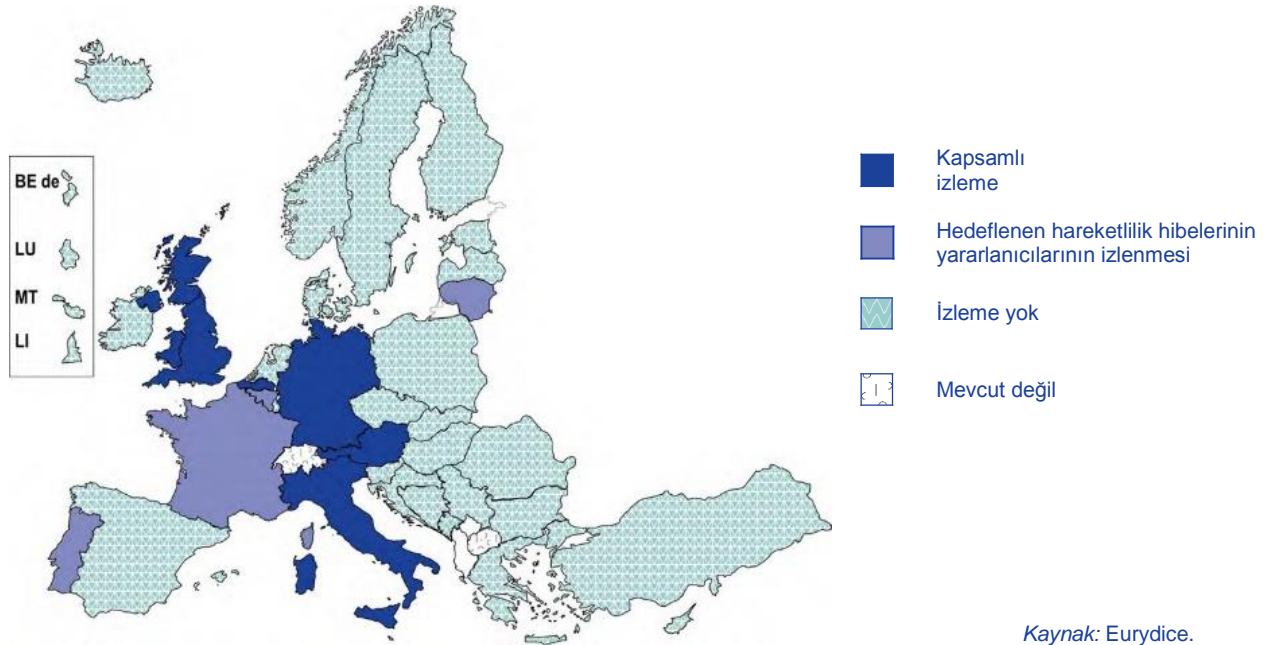 BE de
LU
MT
LI
Kapsamlı
izleme
Hedeflenen hareketlilik hibelerinin
yararlanıcılarının izlenmesi
İzleme yok
Mevcut değil
Kaynak: Eurydice.